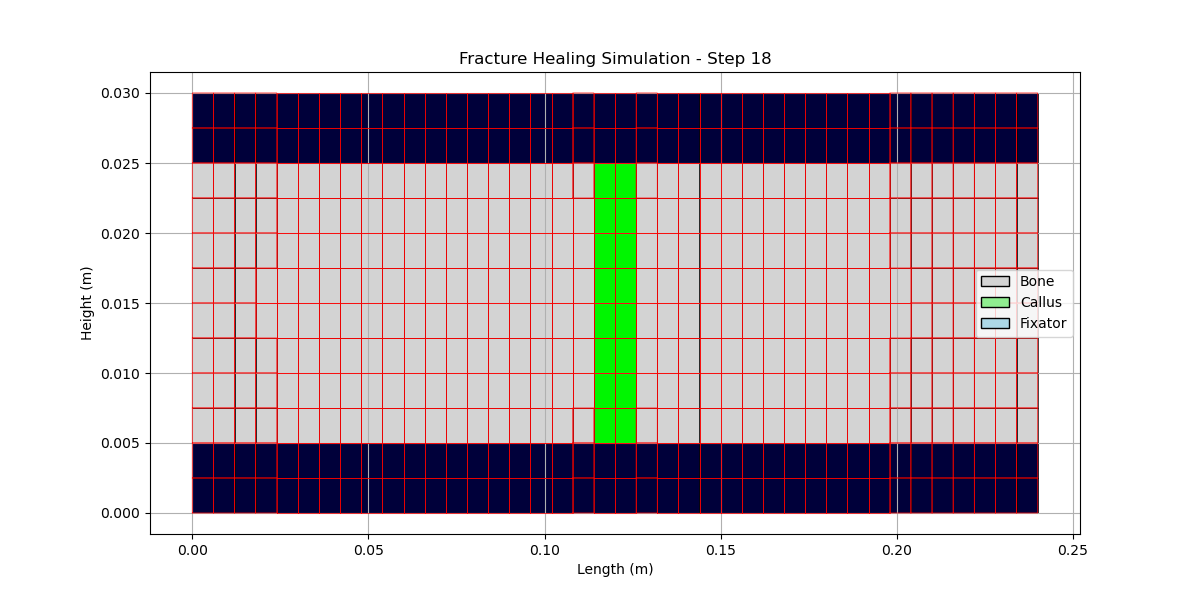 Fracture Healing Simulation - Step 18
0.030
0.025
0.020
0.015
0.010
0.005
0.000
Height (m)
Bone
Callus
Fixator
0.00 0.05 0.10 0.15 0.20 0.25
Length (m)